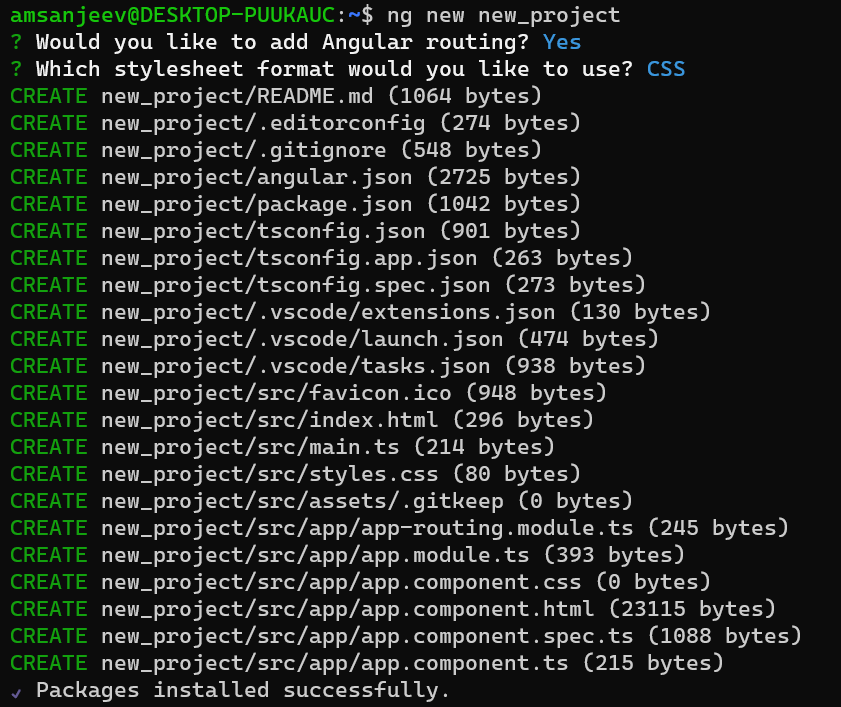 amsanjeev@DESKTOP-PUUKAUC:~$ ng new new_project
? Would you like to add Angular routing? Yes
? Which stylesheet format would you like to use? CSS
CREATE new_project/README.md (1064 bytes)
CREATE new_project/.editorconfig (274 bytes)
CREATE new_project/.gitignore (548 bytes)
CREATE new_project/angular.json (2725 bytes)
CREATE new_project/package.json (1042 bytes)
CREATE new_project/tsconfig.json (901 bytes)
CREATE new_project/tsconfig.app.json (263 bytes)
CREATE new_project/tsconfig.spec.json (273 bytes)
CREATE new_project/.vscode/extensions.json (130 bytes)
CREATE new_project/.vscode/launch.json (474 bytes)
CREATE new_project/.vscode/tasks.json (938 bytes)
CREATE new_project/src/favicon.ico (948 bytes)
CREATE new_project/src/index.html (296 bytes)
CREATE new_project/src/main.ts (214 bytes)
CREATE new_project/src/styles.css (80 bytes)
CREATE new_project/src/assets/.gitkeep (0 bytes)
CREATE new_project/src/app/app-routing.module.ts (245 bytes)
CREATE new_project/src/app/app.module.ts (393 bytes)
CREATE new_project/src/app/app.component.css (0 bytes)
CREATE new_project/src/app/app.component.html (23115 bytes)
CREATE new_project/src/app/app.component.spec.ts (1088 bytes)
CREATE new_project/src/app/app.component.ts (215 bytes)
✓ Packages installed successfully.